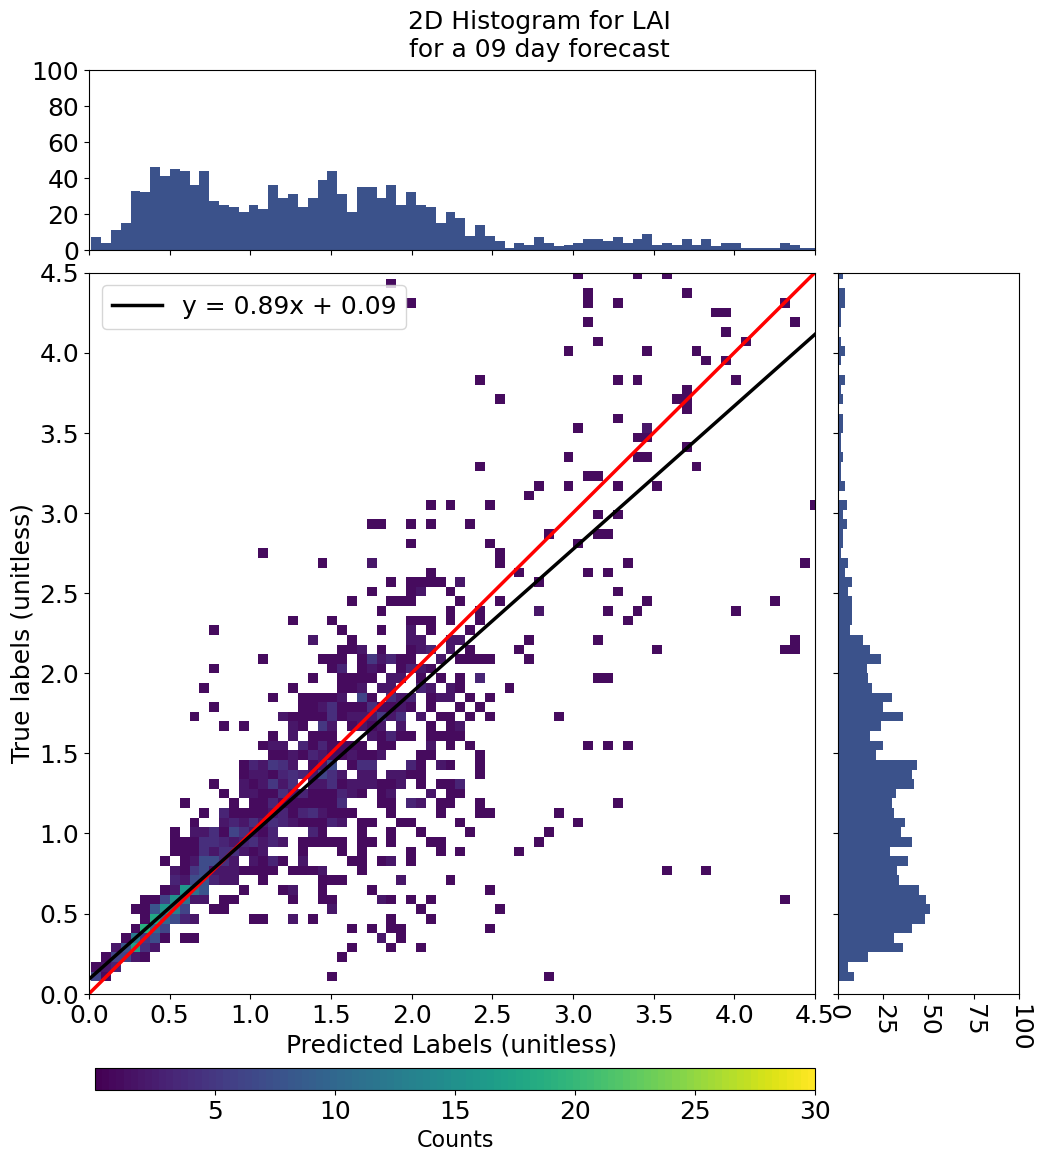 2D Histogram for LAI
for a 09 day forecast
100
80
60
40
20
0
4.5
4.0
3.5
3.0
2.5
2.0
1.5
1.0
0.5
0.0
True labels (unitless)
y = 0.89x + 0.09
0.0 0.5 1.0 1.5 2.0 2.5 3.0 3.5 4.0 4.5
Predicted Labels (unitless)
0 25 50 75 100
5 10 15 20 25 30
Counts